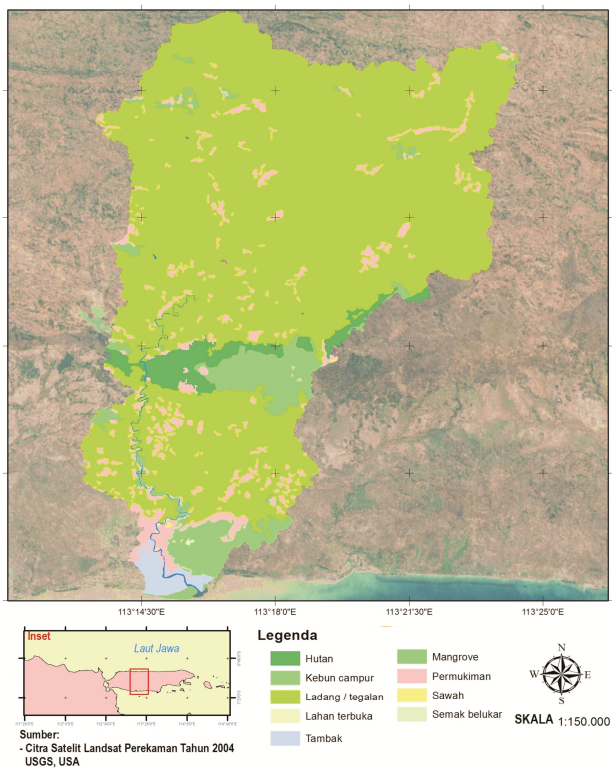 113°14'30"E 113°18'0"E 113°21'30"E 113°25'0"E
Inset
Laut Jawa
Sumber:
- Citra Satelit Landsat Perekaman Tahun 2004
USGS, USA
Legenda
Hutan
Kebun campur
Ladang / tegalan
Lahan terbuka
Tambak
Mangrove
Permukiman
Sawah
Semak belukar
N
W E
S
SKALA 1:150.000